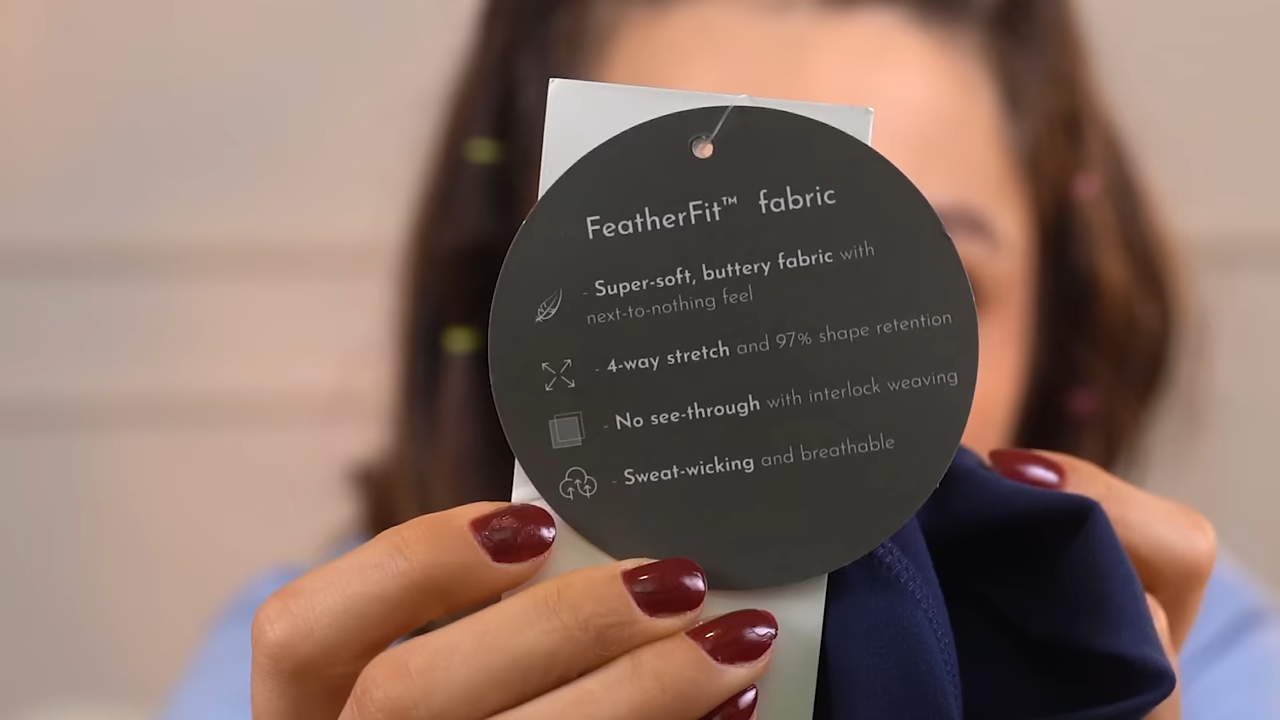 FeatherFit™ fabric
- Super-soft, buttery fabric with
next-to-nothing feel
- 4-way stretch and 97% shape retention
- No see-through with interlock weaving
- Sweat-wicking and breathable